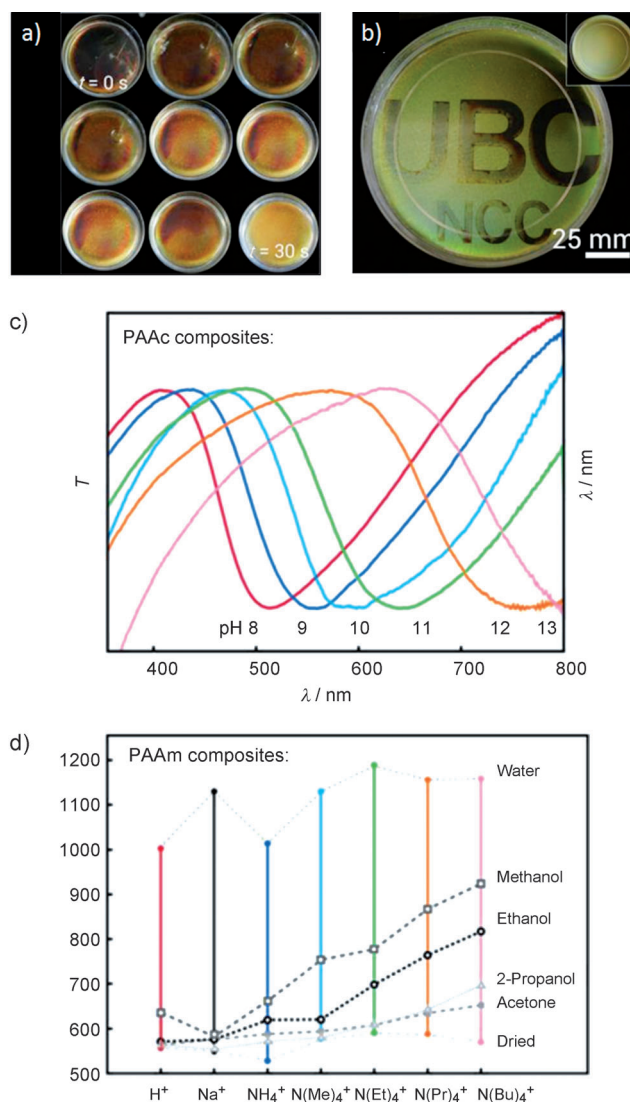 a)
t = 0 s
t = 30 s
b)
UBC
NCC
25 mm
c)
PAAc composites:
T
λ / nm
pH 8 9 10 11 12 13
400 500 600 700 800
λ / nm
d)
PAAm composites:
1200
1100
1000
900
800
700
600
500
Water
Methanol
Ethanol
2-Propanol
Acetone
Dried
H⁺ Na⁺ NH₄⁺ N(Me)₄⁺ N(Et)₄⁺ N(Pr)₄⁺ N(Bu)₄⁺